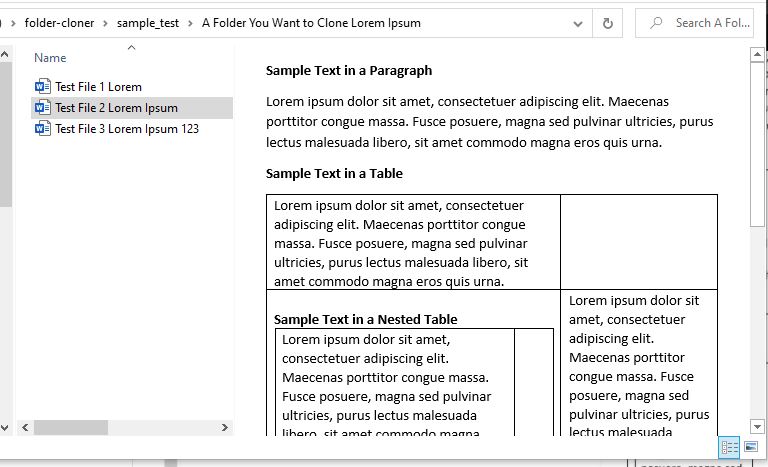 folder-cloner > sample_test > A Folder You Want to Clone Lorem Ipsum
Search A Fol...
Name
Test File 1 Lorem
Test File 2 Lorem Ipsum
Test File 3 Lorem Ipsum 123
Sample Text in a Paragraph
Lorem ipsum dolor sit amet, consectetuer adipiscing elit. Maecenas
porttitor congue massa. Fusce posuere, magna sed pulvinar ultricies, purus
lectus malesuada libero, sit amet commodo magna eros quis urna.
Sample Text in a Table
Lorem ipsum dolor sit amet, consectetuer
adipiscing elit. Maecenas porttitor congue
massa. Fusce posuere, magna sed pulvinar
ultricies, purus lectus malesuada libero, sit
amet commodo magna eros quis urna.
Sample Text in a Nested Table
Lorem ipsum dolor sit amet,
consectetuer adipiscing elit.
Maecenas porttitor congue massa.
Fusce posuere, magna sed pulvinar
ultricies, purus lectus malesuada
libero, sit amet commodo magna
Lorem ipsum dolor sit
amet, consectetuer
adipiscing elit.
Maecenas porttitor
congue massa. Fusce
posuere, magna sed
pulvinar ultricies, purus
lectus malesuada